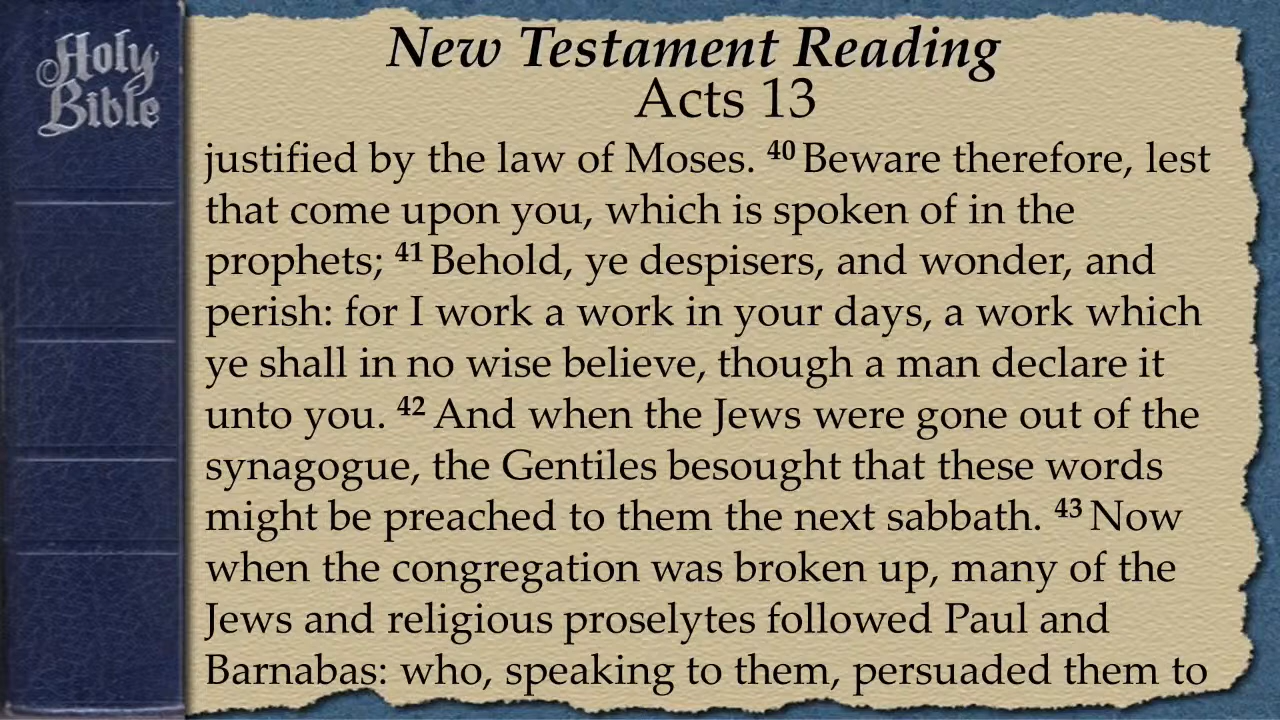 Holy
Bible
New Testament Reading
Acts 13
justified by the law of Moses. 40 Beware therefore, lest
that come upon you, which is spoken of in the
prophets; 41 Behold, ye despisers, and wonder, and
perish: for I work a work in your days, a work which
ye shall in no wise believe, though a man declare it
unto you. 42 And when the Jews were gone out of the
synagogue, the Gentiles besought that these words
might be preached to them the next sabbath. 43 Now
when the congregation was broken up, many of the
Jews and religious proselytes followed Paul and
Barnabas: who, speaking to them, persuaded them to